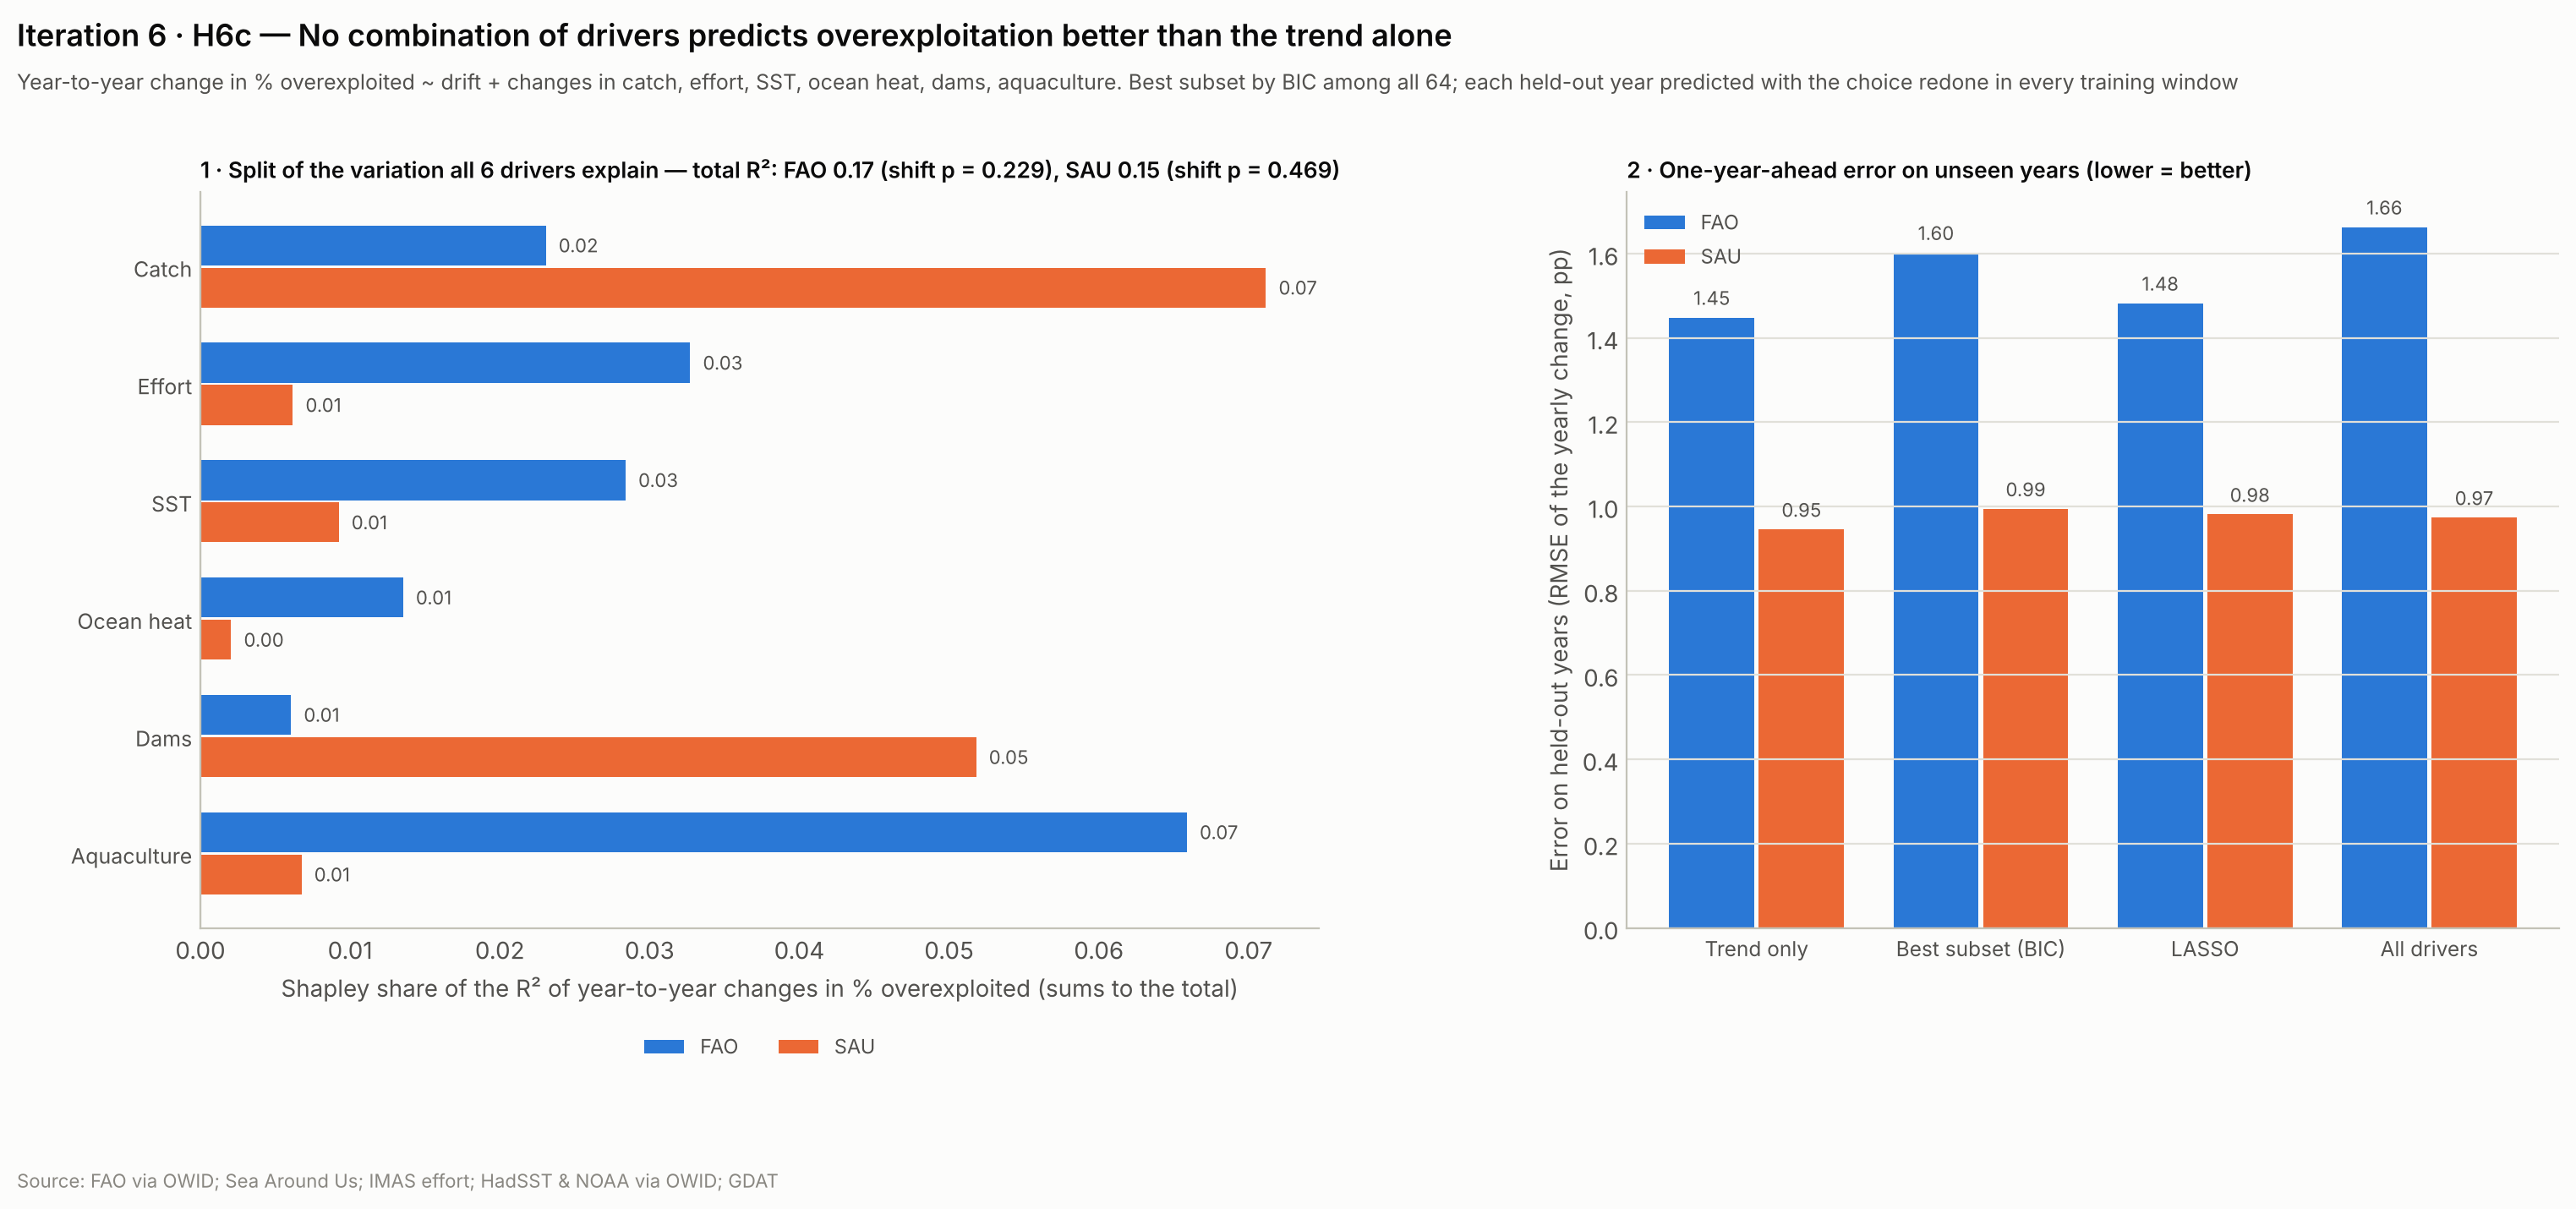 Iteration 6 · H6c — No combination of drivers predicts overexploitation better than the trend alone
Year-to-year change in % overexploited ~ drift + changes in catch, effort, SST, ocean heat, dams, aquaculture. Best subset by BIC among all 64; each held-out year predicted with the choice redone in every training window
1 · Split of the variation all 6 drivers explain — total R²: FAO 0.17 (shift p = 0.229), SAU 0.15 (shift p = 0.469)
Catch
0.02
0.07
Effort
0.03
0.01
SST
0.03
0.01
Ocean heat
0.01
0.00
Dams
0.01
0.05
Aquaculture
0.07
0.01
0.00 0.01 0.02 0.03 0.04 0.05 0.06 0.07
Shapley share of the R² of year-to-year changes in % overexploited (sums to the total)
FAO SAU
2 · One-year-ahead error on unseen years (lower = better)
FAO
SAU
Error on held-out years (RMSE of the yearly change, pp)
1.6
1.4
1.2
1.0
0.8
0.6
0.4
0.2
0.0
1.45
0.95
1.60
0.99
1.48
0.98
1.66
0.97
Trend only Best subset (BIC) LASSO All drivers
Source: FAO via OWID; Sea Around Us; IMAS effort; HadSST & NOAA via OWID; GDAT